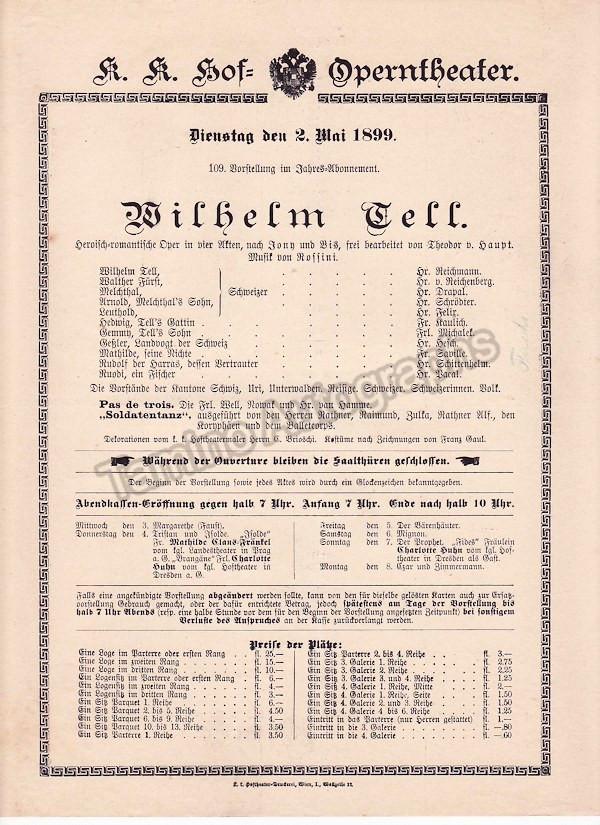 K. K. Hof= Operntheater.
Dienstag den 2. Mai 1899.
109. Vorstellung im Jahres-Abonnement.
Wilhelm Tell.
Heroisch-romantische Oper in vier Akten, nach Jouy und Bis, frei bearbeitet von Theodor v. Haupt.
Musik von Rossini.
Wilhelm Tell, . . . . . Hr. Reichmann.
Walther Fürst, . . . . . Hr. v. Reichenberg.
Melchthal, Schweizer . . . . . Hr. Drapal.
Arnold, Melchthal's Sohn, . . . . . Hr. Schrödter.
Leuthold, . . . . . Hr. Felix.
Hedwig, Tell's Gattin . . . . . Fr. Kaulich.
Gemmy, Tell's Sohn . . . . . Frl. Michalek.
Geßler, Landvogt der Schweiz . . . . . Hr. Hesch.
Mathilde, seine Nichte . . . . . Fr. Saville.
Rudolf der Harras, dessen Vertrauter . . . . . Hr. Schittenhelm.
Ruodi, ein Fischer . . . . . Hr. Pacal.
Die Vorstände der Kantone Schwiz, Uri, Unterwalden. Reisige. Schweizer. Schweizerinnen. Volk.
Pas de trois. Die Frl. Well, Nowak und Hr. van Hamme.
„Soldatentanz", ausgeführt von den Herren Rathner, Raimund, Zulka, Rathner Alf., den
Koryphäen und dem Balletcorps.
Dekorationen vom k. k. Hoftheatermaler Herrn C. Brioschi. Kostüme nach Zeichnungen von Franz Gaul.
Während der Ouverture bleiben die Saalthüren geschlossen.
Der Beginn der Vorstellung sowie jedes Aktes wird durch ein Glockenzeichen bekanntgegeben.
Abendkassen-Eröffnung gegen halb 7 Uhr. Anfang 7 Uhr. Ende nach halb 10 Uhr.
Mittwoch den 3. Margarethe (Faust).
Donnerstag den 4. Tristan und Isolde. „Isolde"
Fr. Mathilde Claus-Fränkel
vom kgl. Landestheater in Prag
a. G. „Brangäne" Frl. Charlotte
Huhn vom kgl. Hoftheater in
Dresden a. G.
Freitag den 5. Der Bärenhäuter.
Samstag den 6. Mignon.
Sonntag den 7. Der Prophet. „Fides" Fräulein
Charlotte Huhn vom kgl. Hof-
theater in Dresden als Gast.
Montag den 8. Czar und Zimmermann.
Falls eine angekündigte Vorstellung abgeändert werden sollte, kann von den für dieselbe gelösten Karten auch zur Ersatz-
vorstellung Gebrauch gemacht, oder der dafür entrichtete Betrag, jedoch spätestens am Tage der Vorstellung bis
halb 7 Uhr Abends (resp. eine halbe Stunde vor dem für den Beginn der Vorstellung angesetzten Zeitpunkt) bei sonstigem
Verluste des Anspruches an der Kassa zurückverlangt werden.
Preise der Plätze:
Eine Loge im Parterre oder ersten Rang . . fl. 25.—
Eine Loge im zweiten Rang . . . . fl. 15.—
Eine Loge im dritten Rang . . . . fl. 10.—
Ein Logensitz im Parterre oder ersten Rang . . fl. 6.—
Ein Logensitz im zweiten Rang . . . . fl. 4.—
Ein Logensitz im dritten Rang . . . . fl. 3.—
Ein Sitz Parquet 1. Reihe . . . . fl. 6.—
Ein Sitz Parquet 2. bis 5. Reihe . . . . fl. 4.50
Ein Sitz Parquet 6. bis 9. Reihe . . . . fl. 4.—
Ein Sitz Parquet 10. bis 13. Reihe . . . . fl. 3.50
Ein Sitz Parterre 1. Reihe . . . . fl. 3.50
Ein Sitz Parterre 2. bis 4. Reihe . . . . fl. 3.—
Ein Sitz 3. Galerie 1. Reihe . . . . fl. 2.75
Ein Sitz 3. Galerie 2. Reihe . . . . fl. 2.25
Ein Sitz 3. Galerie 3. und 4. Reihe . . . . fl. 1.25
Ein Sitz 4. Galerie 1. Reihe, Mitte . . . . fl. 2.—
Ein Sitz 4. Galerie 1. Reihe, Seite . . . . fl. 1.50
Ein Sitz 4. Galerie 2. und 3. Reihe . . . . fl. 1.50
Ein Sitz 4. Galerie 4. bis 6. Reihe . . . . fl. 1.25
Eintritt in das Parterre (nur Herren gestattet) . fl. 1.—
Eintritt in die 3. Galerie . . . . fl. —.80
Eintritt in die 4. Galerie . . . . fl. —.60
K. k. Hoftheater-Druckerei, Wien, I., Wollzeile 17.
Tamino Autographs